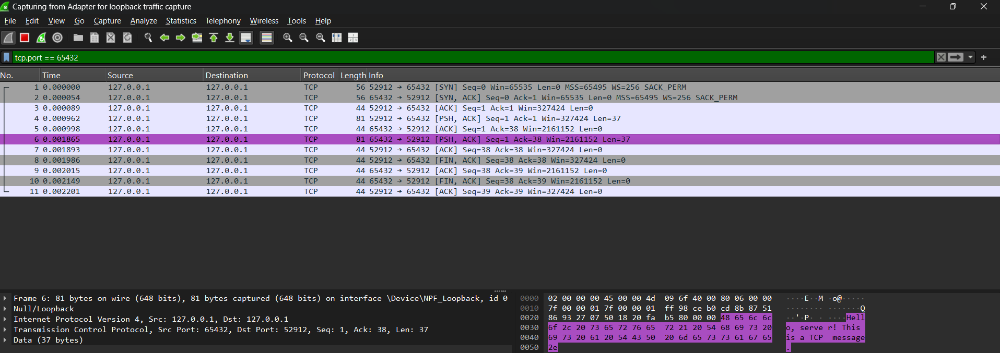 Capturing from Adapter for loopback traffic capture
File Edit View Go Capture Analyze Statistics Telephony Wireless Tools Help
tcp.port == 65432
No. Time Source Destination Protocol Length Info
1 0.000000 127.0.0.1 127.0.0.1 TCP 56 52912 → 65432 [SYN] Seq=0 Win=65535 Len=0 MSS=65495 WS=256 SACK_PERM
2 0.000054 127.0.0.1 127.0.0.1 TCP 56 65432 → 52912 [SYN, ACK] Seq=0 Ack=1 Win=65535 Len=0 MSS=65495 WS=256 SACK_PERM
3 0.000089 127.0.0.1 127.0.0.1 TCP 44 52912 → 65432 [ACK] Seq=1 Ack=1 Win=327424 Len=0
4 0.000962 127.0.0.1 127.0.0.1 TCP 81 52912 → 65432 [PSH, ACK] Seq=1 Ack=1 Win=327424 Len=37
5 0.000998 127.0.0.1 127.0.0.1 TCP 44 65432 → 52912 [ACK] Seq=1 Ack=38 Win=2161152 Len=0
6 0.001865 127.0.0.1 127.0.0.1 TCP 81 65432 → 52912 [PSH, ACK] Seq=1 Ack=38 Win=2161152 Len=37
7 0.001893 127.0.0.1 127.0.0.1 TCP 44 52912 → 65432 [ACK] Seq=38 Ack=38 Win=327424 Len=0
8 0.001986 127.0.0.1 127.0.0.1 TCP 44 52912 → 65432 [FIN, ACK] Seq=38 Ack=38 Win=327424 Len=0
9 0.002015 127.0.0.1 127.0.0.1 TCP 44 65432 → 52912 [ACK] Seq=38 Ack=39 Win=2161152 Len=0
10 0.002149 127.0.0.1 127.0.0.1 TCP 44 65432 → 52912 [FIN, ACK] Seq=38 Ack=39 Win=2161152 Len=0
11 0.002201 127.0.0.1 127.0.0.1 TCP 44 52912 → 65432 [ACK] Seq=39 Ack=39 Win=327424 Len=0
Frame 6: 81 bytes on wire (648 bits), 81 bytes captured (648 bits) on interface \Device\NPF_Loopback, id 0
Null/Loopback
Internet Protocol Version 4, Src: 127.0.0.1, Dst: 127.0.0.1
Transmission Control Protocol, Src Port: 65432, Dst Port: 52912, Seq: 1, Ack: 38, Len: 37
Data (37 bytes)
0000 02 00 00 00 45 00 00 4d 09 6f 40 00 80 06 00 00 ····E··M ·o@·····
0010 7f 00 00 01 7f 00 00 01 ff 98 ce b0 cd 8b 87 51 ········ ·······Q
0020 86 93 27 07 50 18 20 fa b5 80 00 00 48 65 6c 6c ··'·P· · ····Hell
0030 6f 2c 20 73 65 72 76 65 72 21 20 54 68 69 73 20 o, serve r! This
0040 69 73 20 61 20 54 43 50 20 6d 65 73 73 61 67 65 is a TCP message
0050 2e .